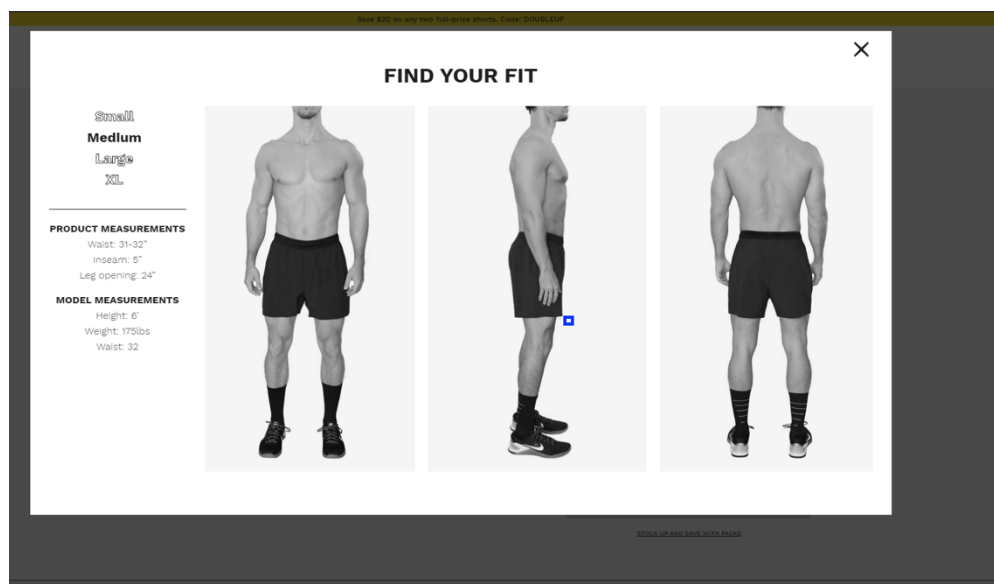 Save $20 on any two full-price shorts. Code: DOUBLEUP
FIND YOUR FIT
Small
Medium
Large
XL
PRODUCT MEASUREMENTS
Waist: 31-32"
Inseam: 5"
Leg opening: 24"
MODEL MEASUREMENTS
Height: 6'
Weight: 175lbs
Waist: 32
STOCK UP AND SAVE WITH PACKS